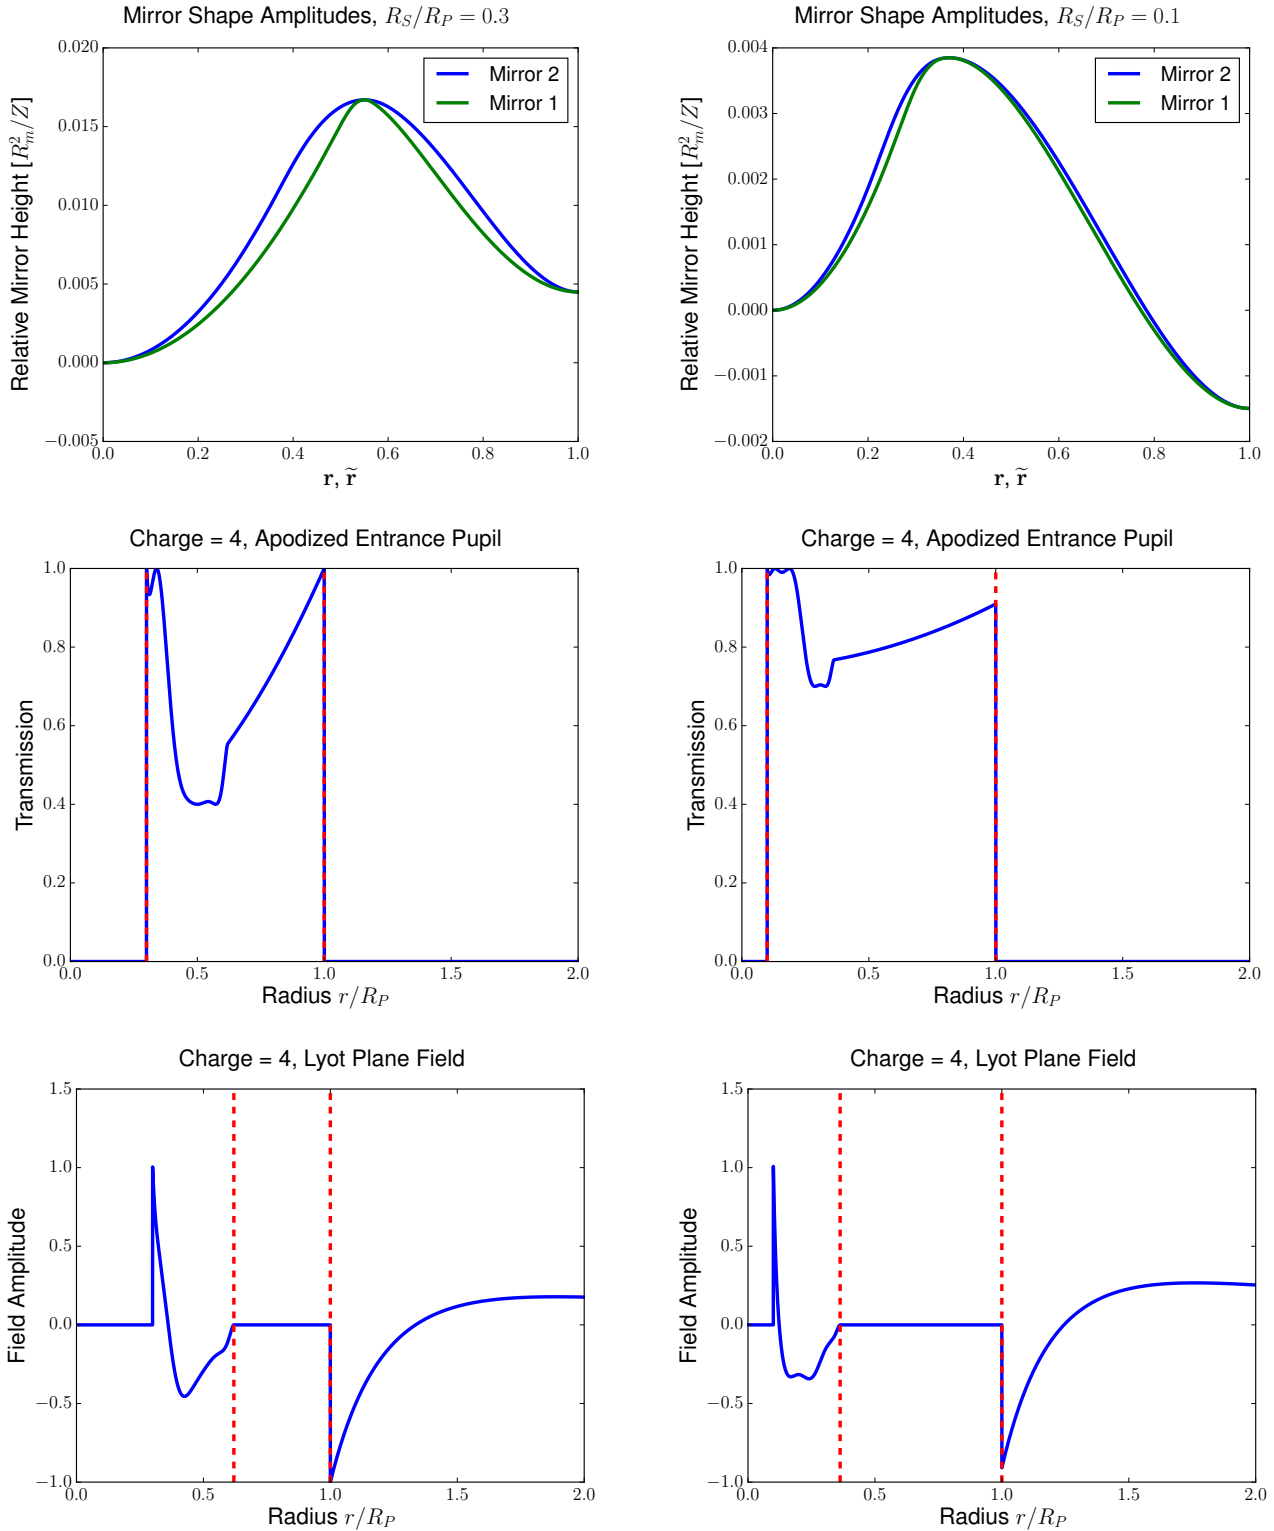 Mirror Shape Amplitudes, $R_S/R_P = 0.3$
Relative Mirror Height $[R_m^2/Z]$
0.020
0.015
0.010
0.005
0.000
−0.005
Mirror 2
Mirror 1
0.0 0.2 0.4 0.6 0.8 1.0
r, r̃
Mirror Shape Amplitudes, $R_S/R_P = 0.1$
Relative Mirror Height $[R_m^2/Z]$
0.004
0.003
0.002
0.001
0.000
−0.001
−0.002
Mirror 2
Mirror 1
0.0 0.2 0.4 0.6 0.8 1.0
r, r̃
Charge = 4, Apodized Entrance Pupil
Transmission
1.0
0.8
0.6
0.4
0.2
0.0
0.0 0.5 1.0 1.5 2.0
Radius $r/R_P$
Charge = 4, Apodized Entrance Pupil
Transmission
1.0
0.8
0.6
0.4
0.2
0.0
0.0 0.5 1.0 1.5 2.0
Radius $r/R_P$
Charge = 4, Lyot Plane Field
Field Amplitude
1.5
1.0
0.5
0.0
−0.5
−1.0
0.0 0.5 1.0 1.5 2.0
Radius $r/R_P$
Charge = 4, Lyot Plane Field
Field Amplitude
1.5
1.0
0.5
0.0
−0.5
−1.0
0.0 0.5 1.0 1.5 2.0
Radius $r/R_P$